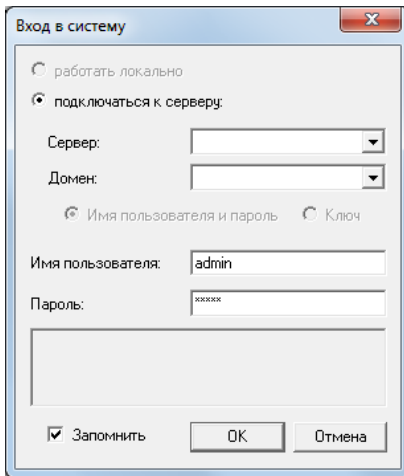 Вход в систему
работать локально
подключаться к серверу:
Сервер:
Домен:
Имя пользователя и пароль Ключ
Имя пользователя: admin
Пароль: xxxxx
Запомнить OK Отмена